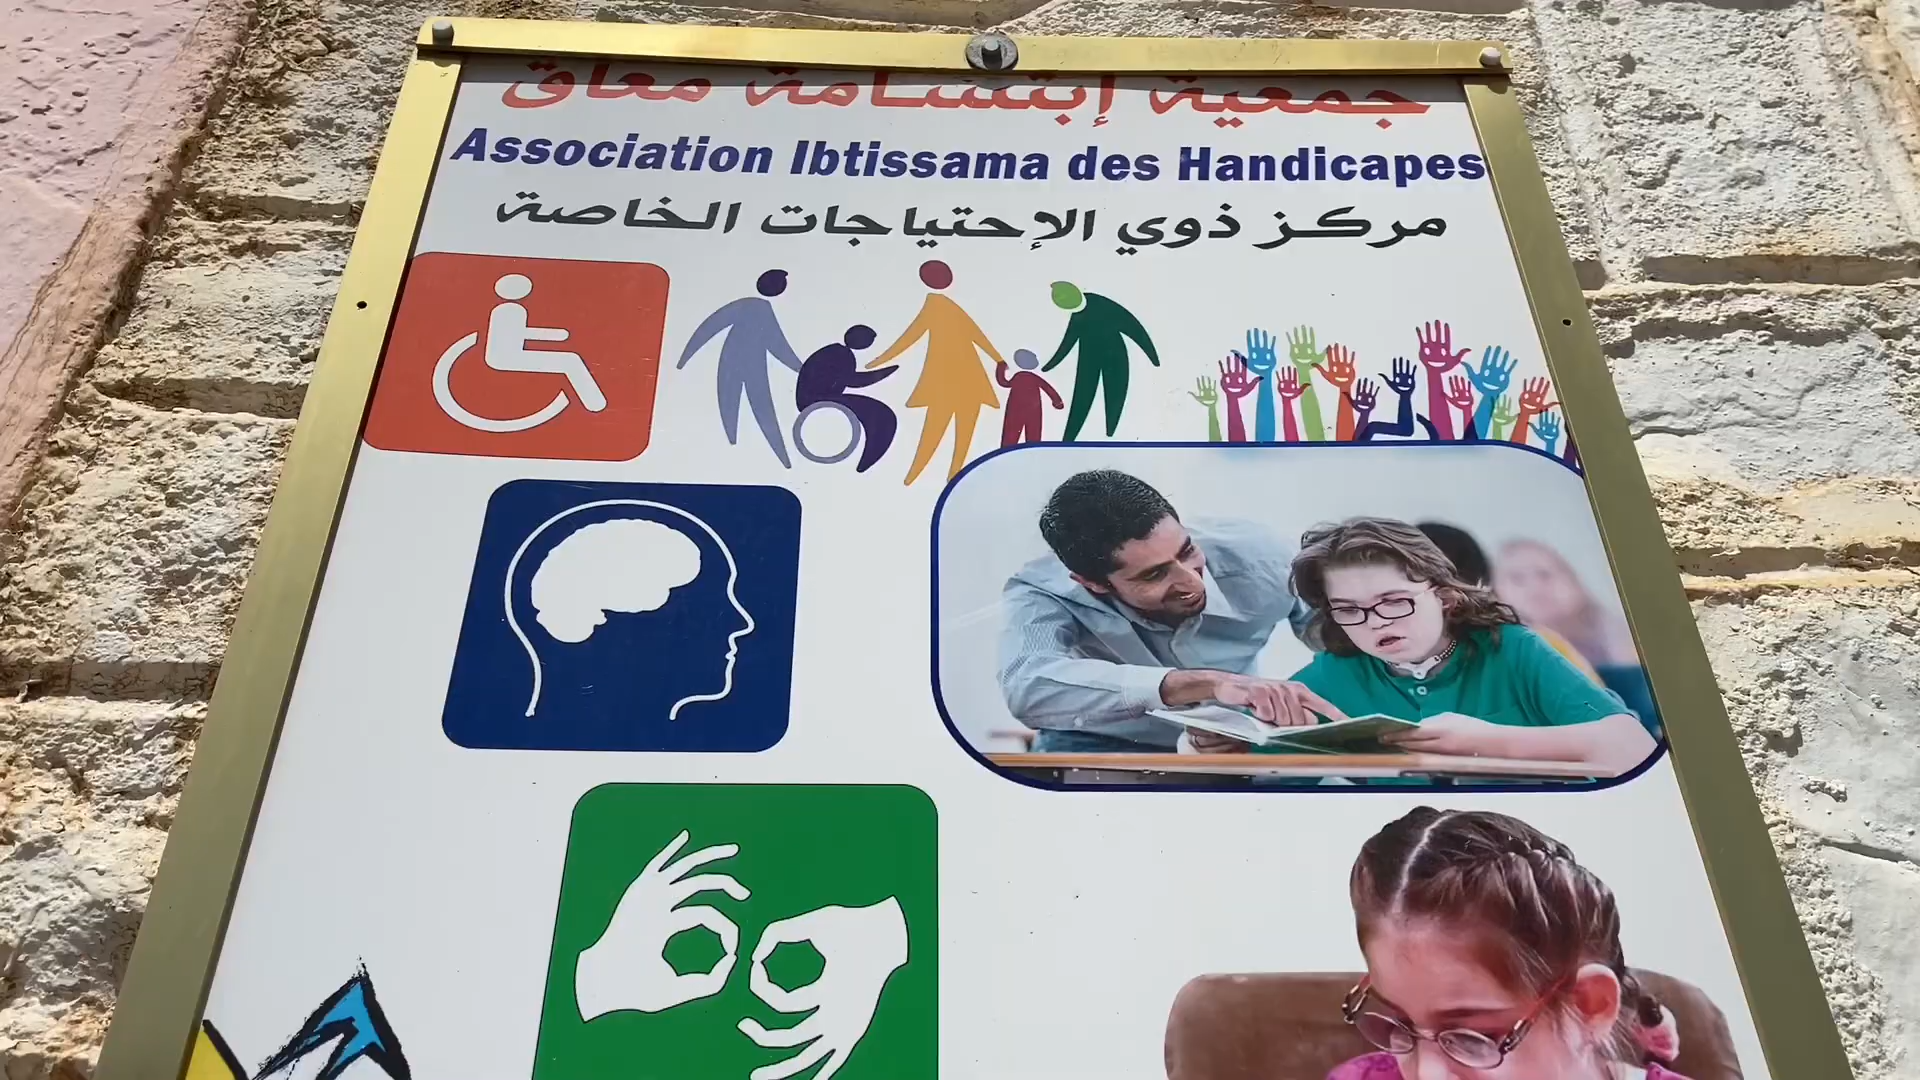 جمعية إبتسامة معاق
Association Ibtissama des Handicapes
مركز ذوي الإحتياجات الخاصة